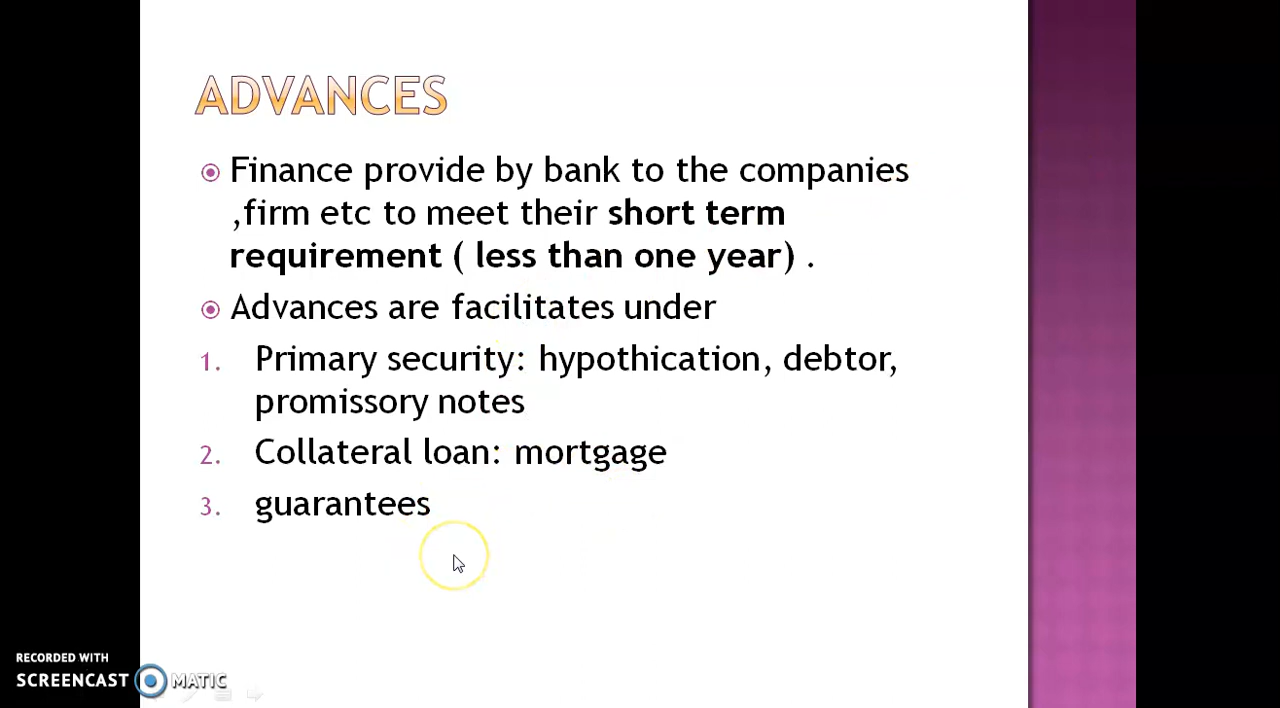 ADVANCES
Finance provide by bank to the companies
,firm etc to meet their short term
requirement ( less than one year) .
Advances are facilitates under
1. Primary security: hypothication, debtor,
promissory notes
2. Collateral loan: mortgage
3. guarantees
RECORDED WITH
SCREENCAST MATIC